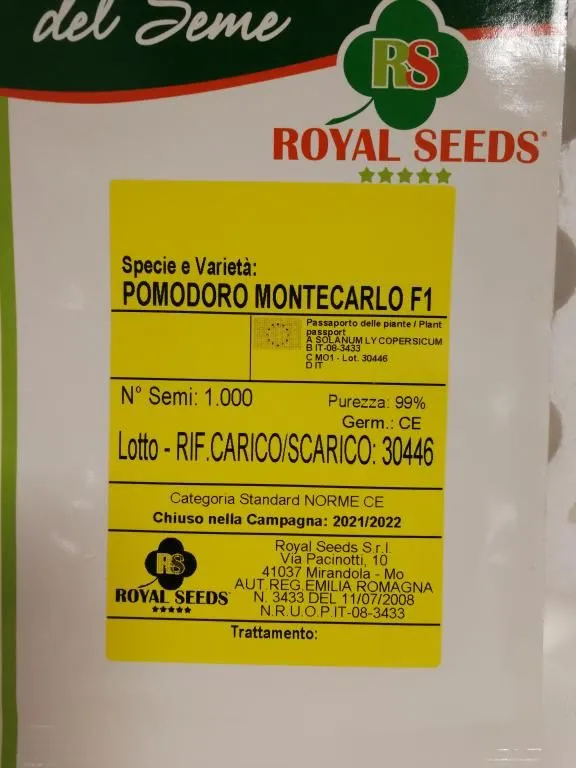 del Seme
RS
ROYAL SEEDS®
Specie e Varietà:
POMODORO MONTECARLO F1
Passaporto delle piante / Plant
passport
A SOLANUM LYCOPERSICUM
B IT-08-3433
C MO1 - Lot. 30446
D IT
N° Semi: 1.000
Purezza: 99%
Germ.: CE
Lotto - RIF.CARICO/SCARICO: 30446
Categoria Standard NORME CE
Chiuso nella Campagna: 2021/2022
RS
ROYAL SEEDS
Royal Seeds S.r.l.
Via Pacinotti, 10
41037 Mirandola - Mo
AUT.REG.EMILIA ROMAGNA
N. 3433 DEL 11/07/2008
N.R.U.O.P.IT-08-3433
Trattamento: